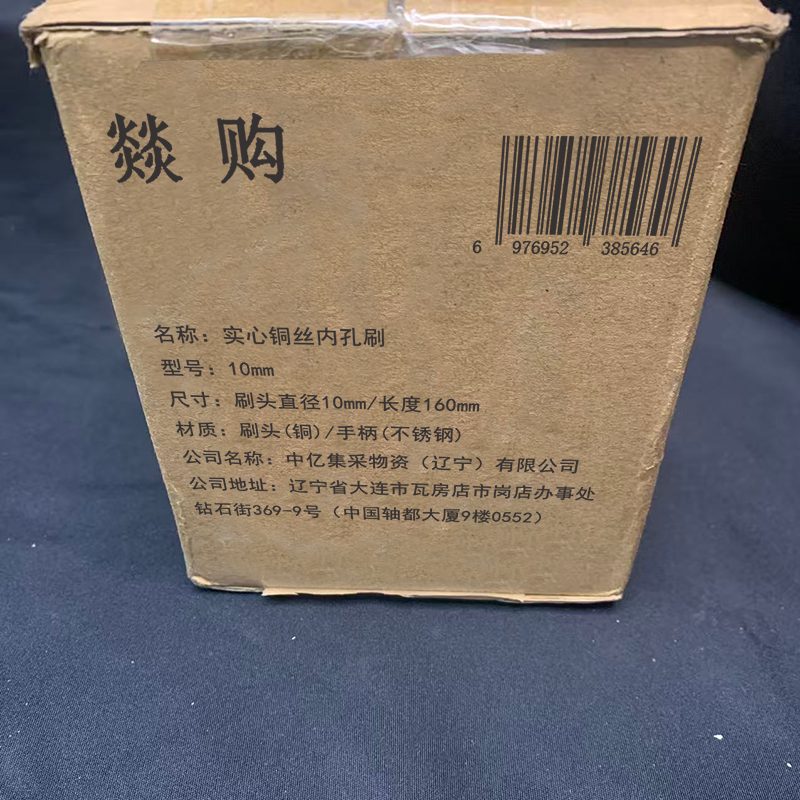 燚 购
6 976952 385646
名称：实心铜丝内孔刷
型号：10mm
尺寸：刷头直径10mm/长度160mm
材质：刷头(铜)/手柄(不锈钢)
公司名称：中亿集采物资（辽宁）有限公司
公司地址：辽宁省大连市瓦房店市岗店办事处
钻石街369-9号（中国轴都大厦9楼0552）